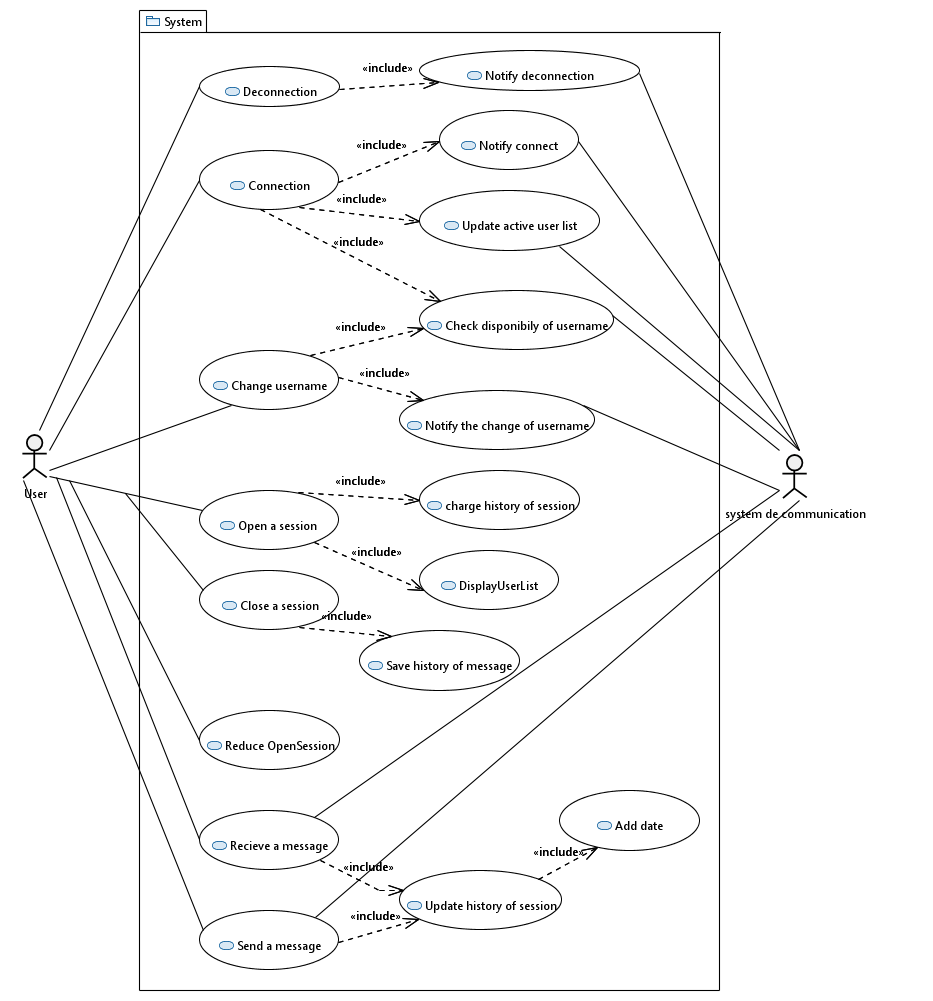 System
«include»
Notify deconnection
Deconnection
«include»
Notify connect
Connection
«include»
Update active user list
«include»
«include»
Check disponibily of username
«include»
Change username
Notify the change of username
User
«include»
charge history of session
system de communication
Open a session
«include»
DisplayUserList
Close a session
«include»
Save history of message
Reduce OpenSession
Add date
Recieve a message
«include»
«include»
Update history of session
«include»
Send a message